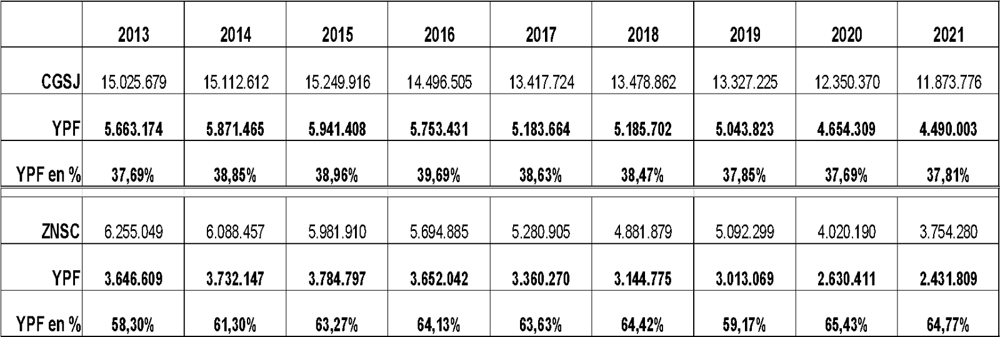 2013 2014 2015 2016 2017 2018 2019 2020 2021
CGSJ 15.025.679 15.112.612 15.249.916 14.496.505 13.417.724 13.478.862 13.327.225 12.350.370 11.873.776
YPF 5.663.174 5.871.465 5.941.408 5.753.431 5.183.664 5.185.702 5.043.823 4.654.309 4.490.003
YPF en % 37,69% 38,85% 38,96% 39,69% 38,63% 38,47% 37,85% 37,69% 37,81%
ZNSC 6.255.049 6.088.457 5.981.910 5.694.885 5.280.905 4.881.879 5.092.299 4.020.190 3.754.280
YPF 3.646.609 3.732.147 3.784.797 3.652.042 3.360.270 3.144.775 3.013.069 2.630.411 2.431.809
YPF en % 58,30% 61,30% 63,27% 64,13% 63,63% 64,42% 59,17% 65,43% 64,77%